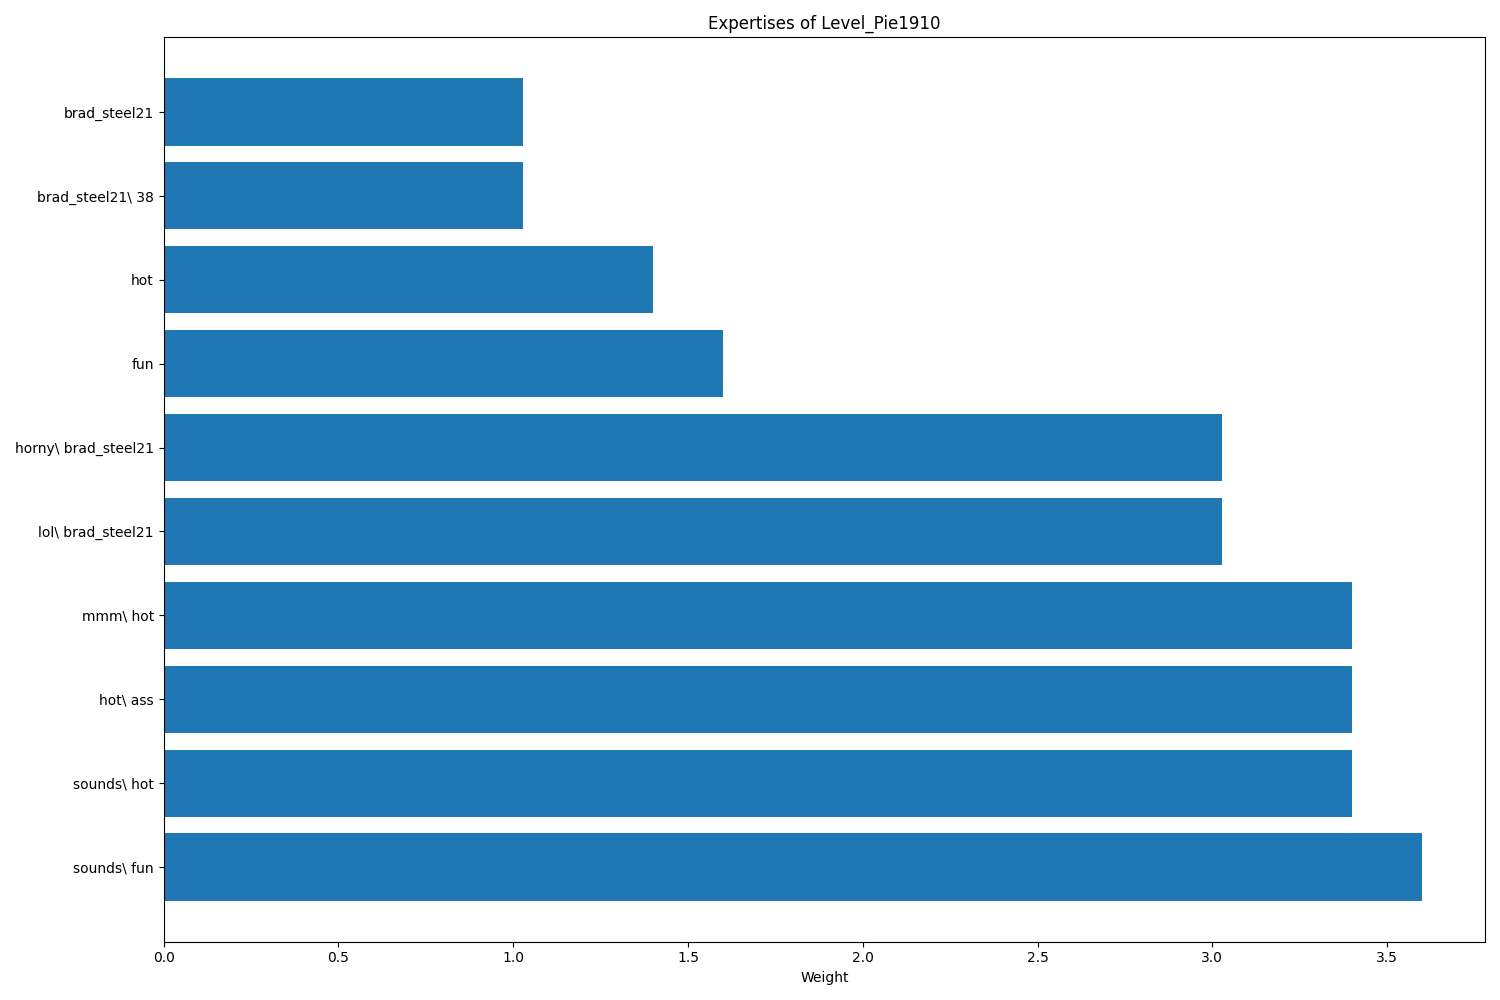 Expertises of Level_Pie1910
brad_steel21
brad_steel21\ 38
hot
fun
horny\ brad_steel21
lol\ brad_steel21
mmm\ hot
hot\ ass
sounds\ hot
sounds\ fun
0.0 0.5 1.0 1.5 2.0 2.5 3.0 3.5
Weight